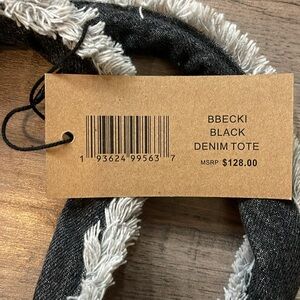 BBECKI
BLACK
DENIM TOTE
MSRP $128.00
1 93624 99563 7